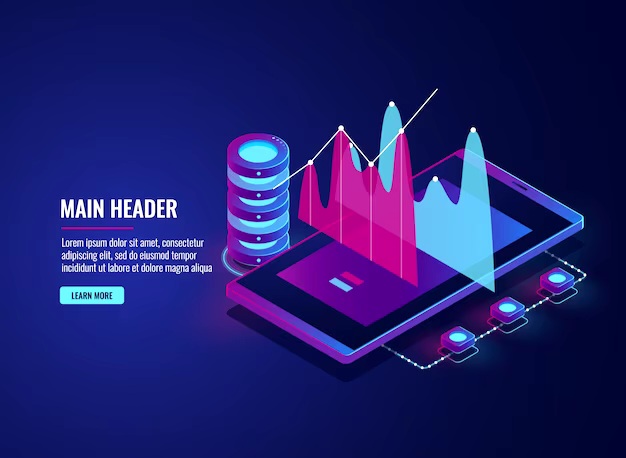 MAIN HEADER
Lorem ipsum dolor sit amet, consectetur
adipiscing elit, sed do eiusmod tempor
incididunt ut labore et dolore magna aliqua
LEARN MORE